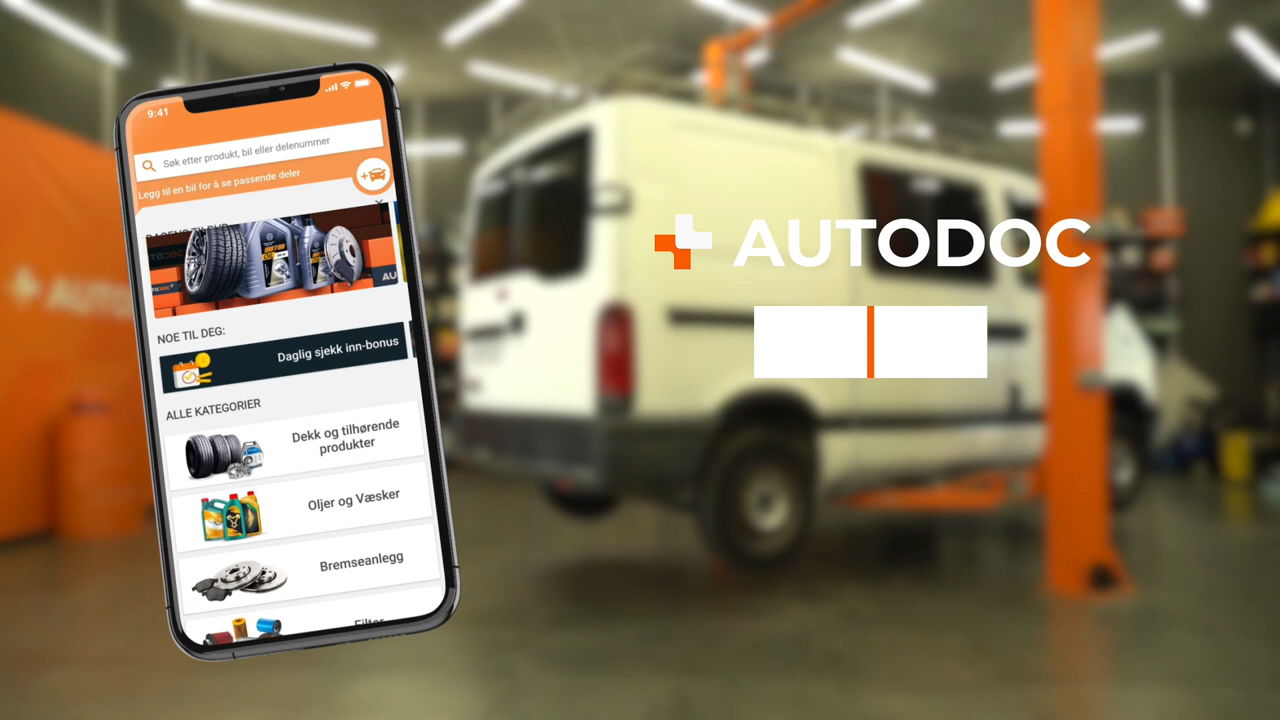 9:41
Søk etter produkt, bil eller delenummer
Legg til en bil for å se passende deler
NOE TIL DEG:
Daglig sjekk inn-bonus
ALLE KATEGORIER
Dekk og tilhørende
produkter
Oljer og Væsker
Bremseanlegg
Filter
AUTODOC